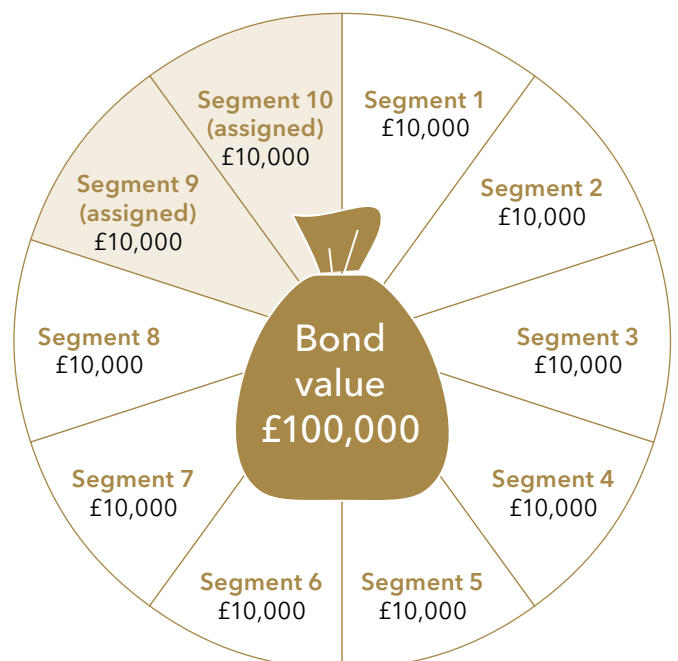 Segment 10
(assigned)
£10,000
Segment 1
£10,000
Segment 9
(assigned)
£10,000
Segment 2
£10,000
Segment 8
£10,000
Bond
value
£100,000
Segment 3
£10,000
Segment 7
£10,000
Segment 4
£10,000
Segment 6
£10,000
Segment 5
£10,000